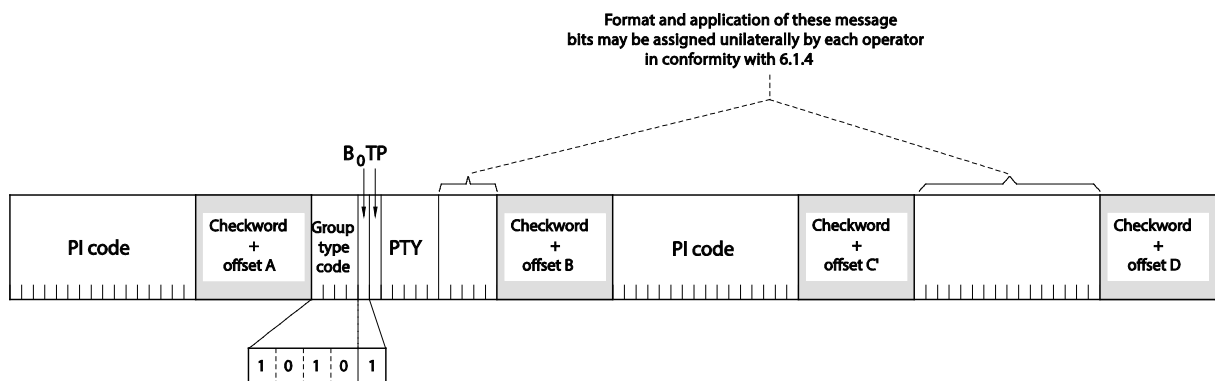 Format and application of these message
bits may be assigned unilaterally by each operator
in conformity with 6.1.4
B₀TP
PI code
Checkword
+
offset A
Group
type
code
PTY
Checkword
+
offset B
PI code
Checkword
+
offset C'
Checkword
+
offset D
1 0 1 0 1